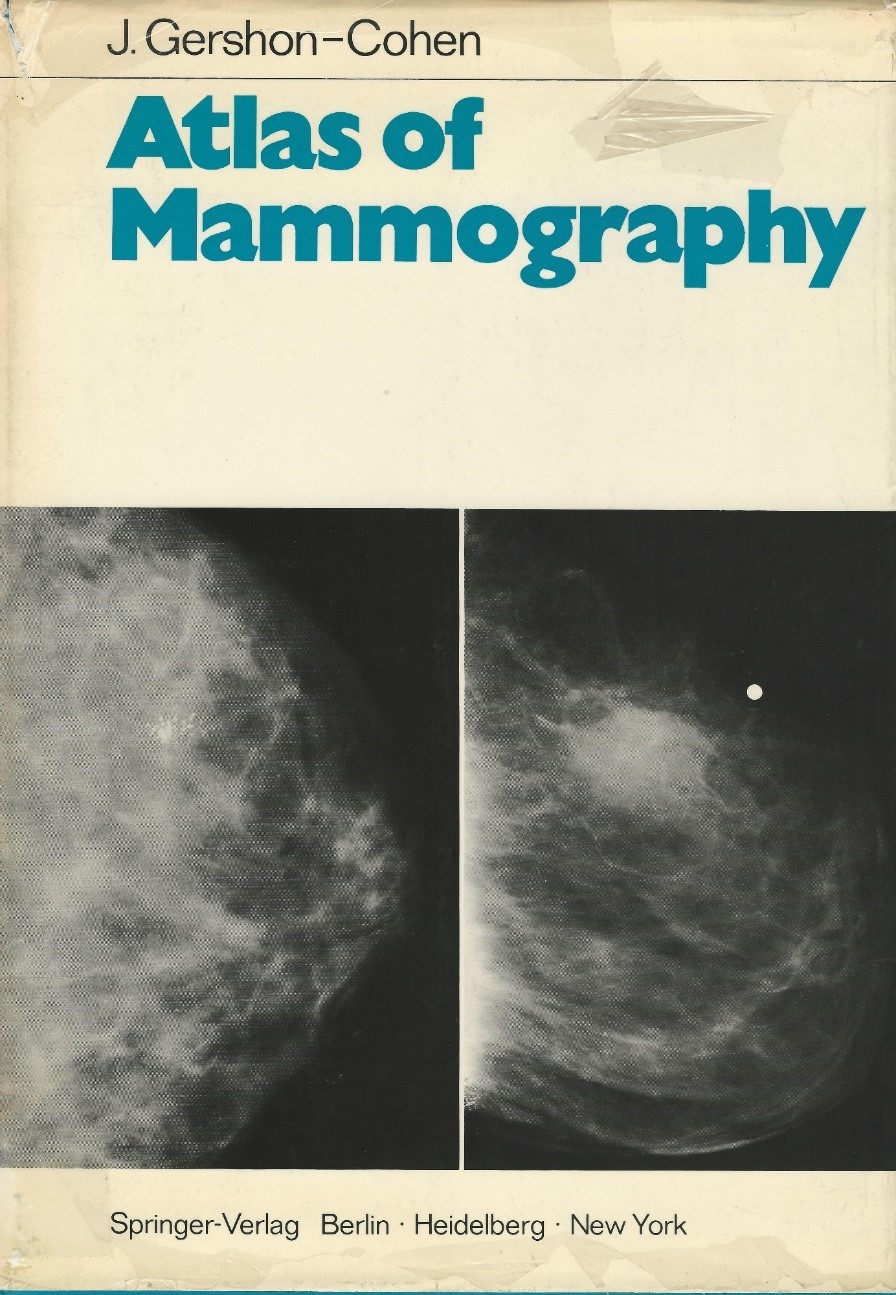 J. Gershon-Cohen
Atlas of
Mammography
Springer-Verlag Berlin · Heidelberg · New York